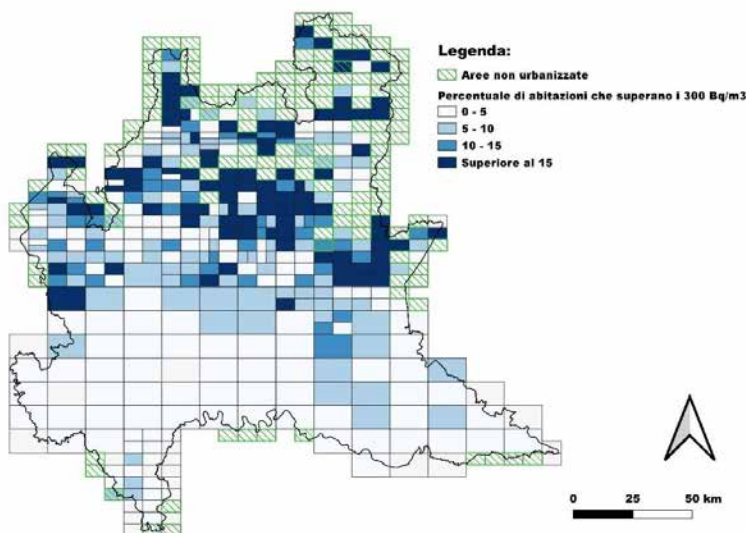 Legenda:
Aree non urbanizzate
Percentuale di abitazioni che superano i 300 Bq/m3
0 - 5
5 - 10
10 - 15
Superiore al 15
0 25 50 km